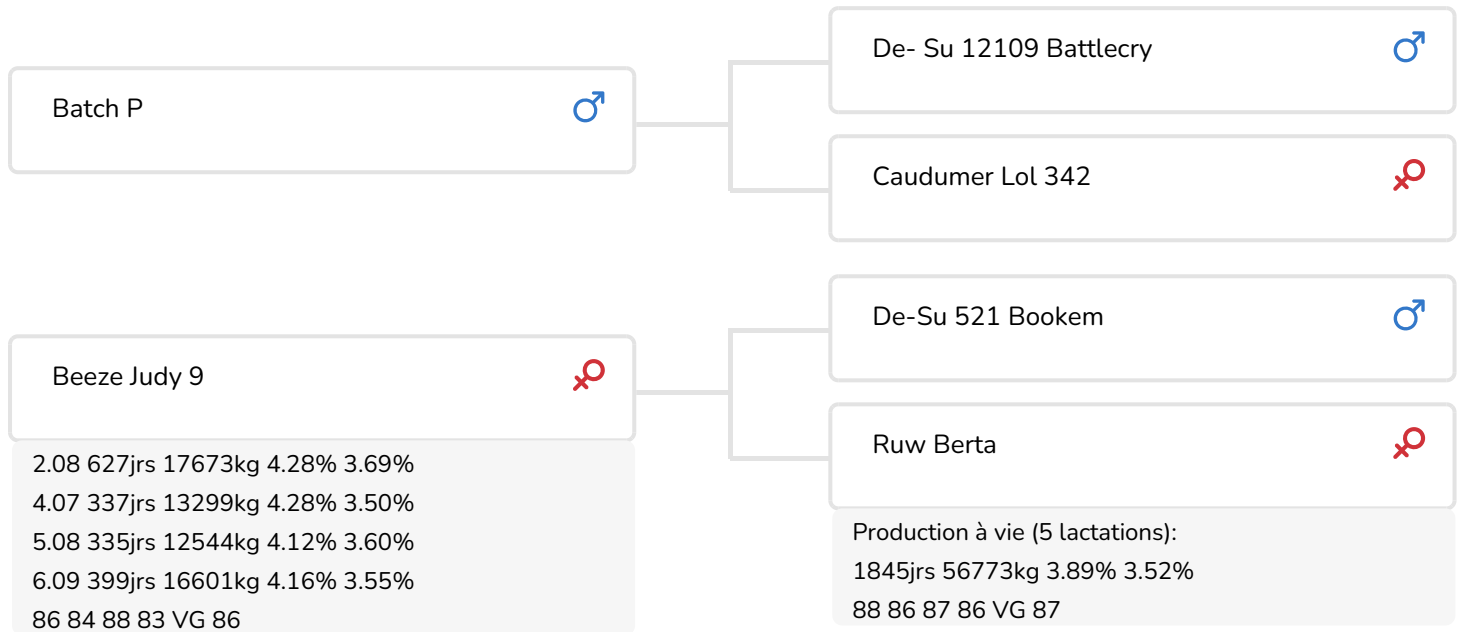 Batch P
De- Su 12109 Battlecry
Caudumer Lol 342
Beeze Judy 9
2.08 627jrs 17673kg 4.28% 3.69%
4.07 337jrs 13299kg 4.28% 3.50%
5.08 335jrs 12544kg 4.12% 3.60%
6.09 399jrs 16601kg 4.16% 3.55%
86 84 88 83 VG 86
De-Su 521 Bookem
Ruw Berta
Production à vie (5 lactations):
1845jrs 56773kg 3.89% 3.52%
88 86 87 86 VG 87